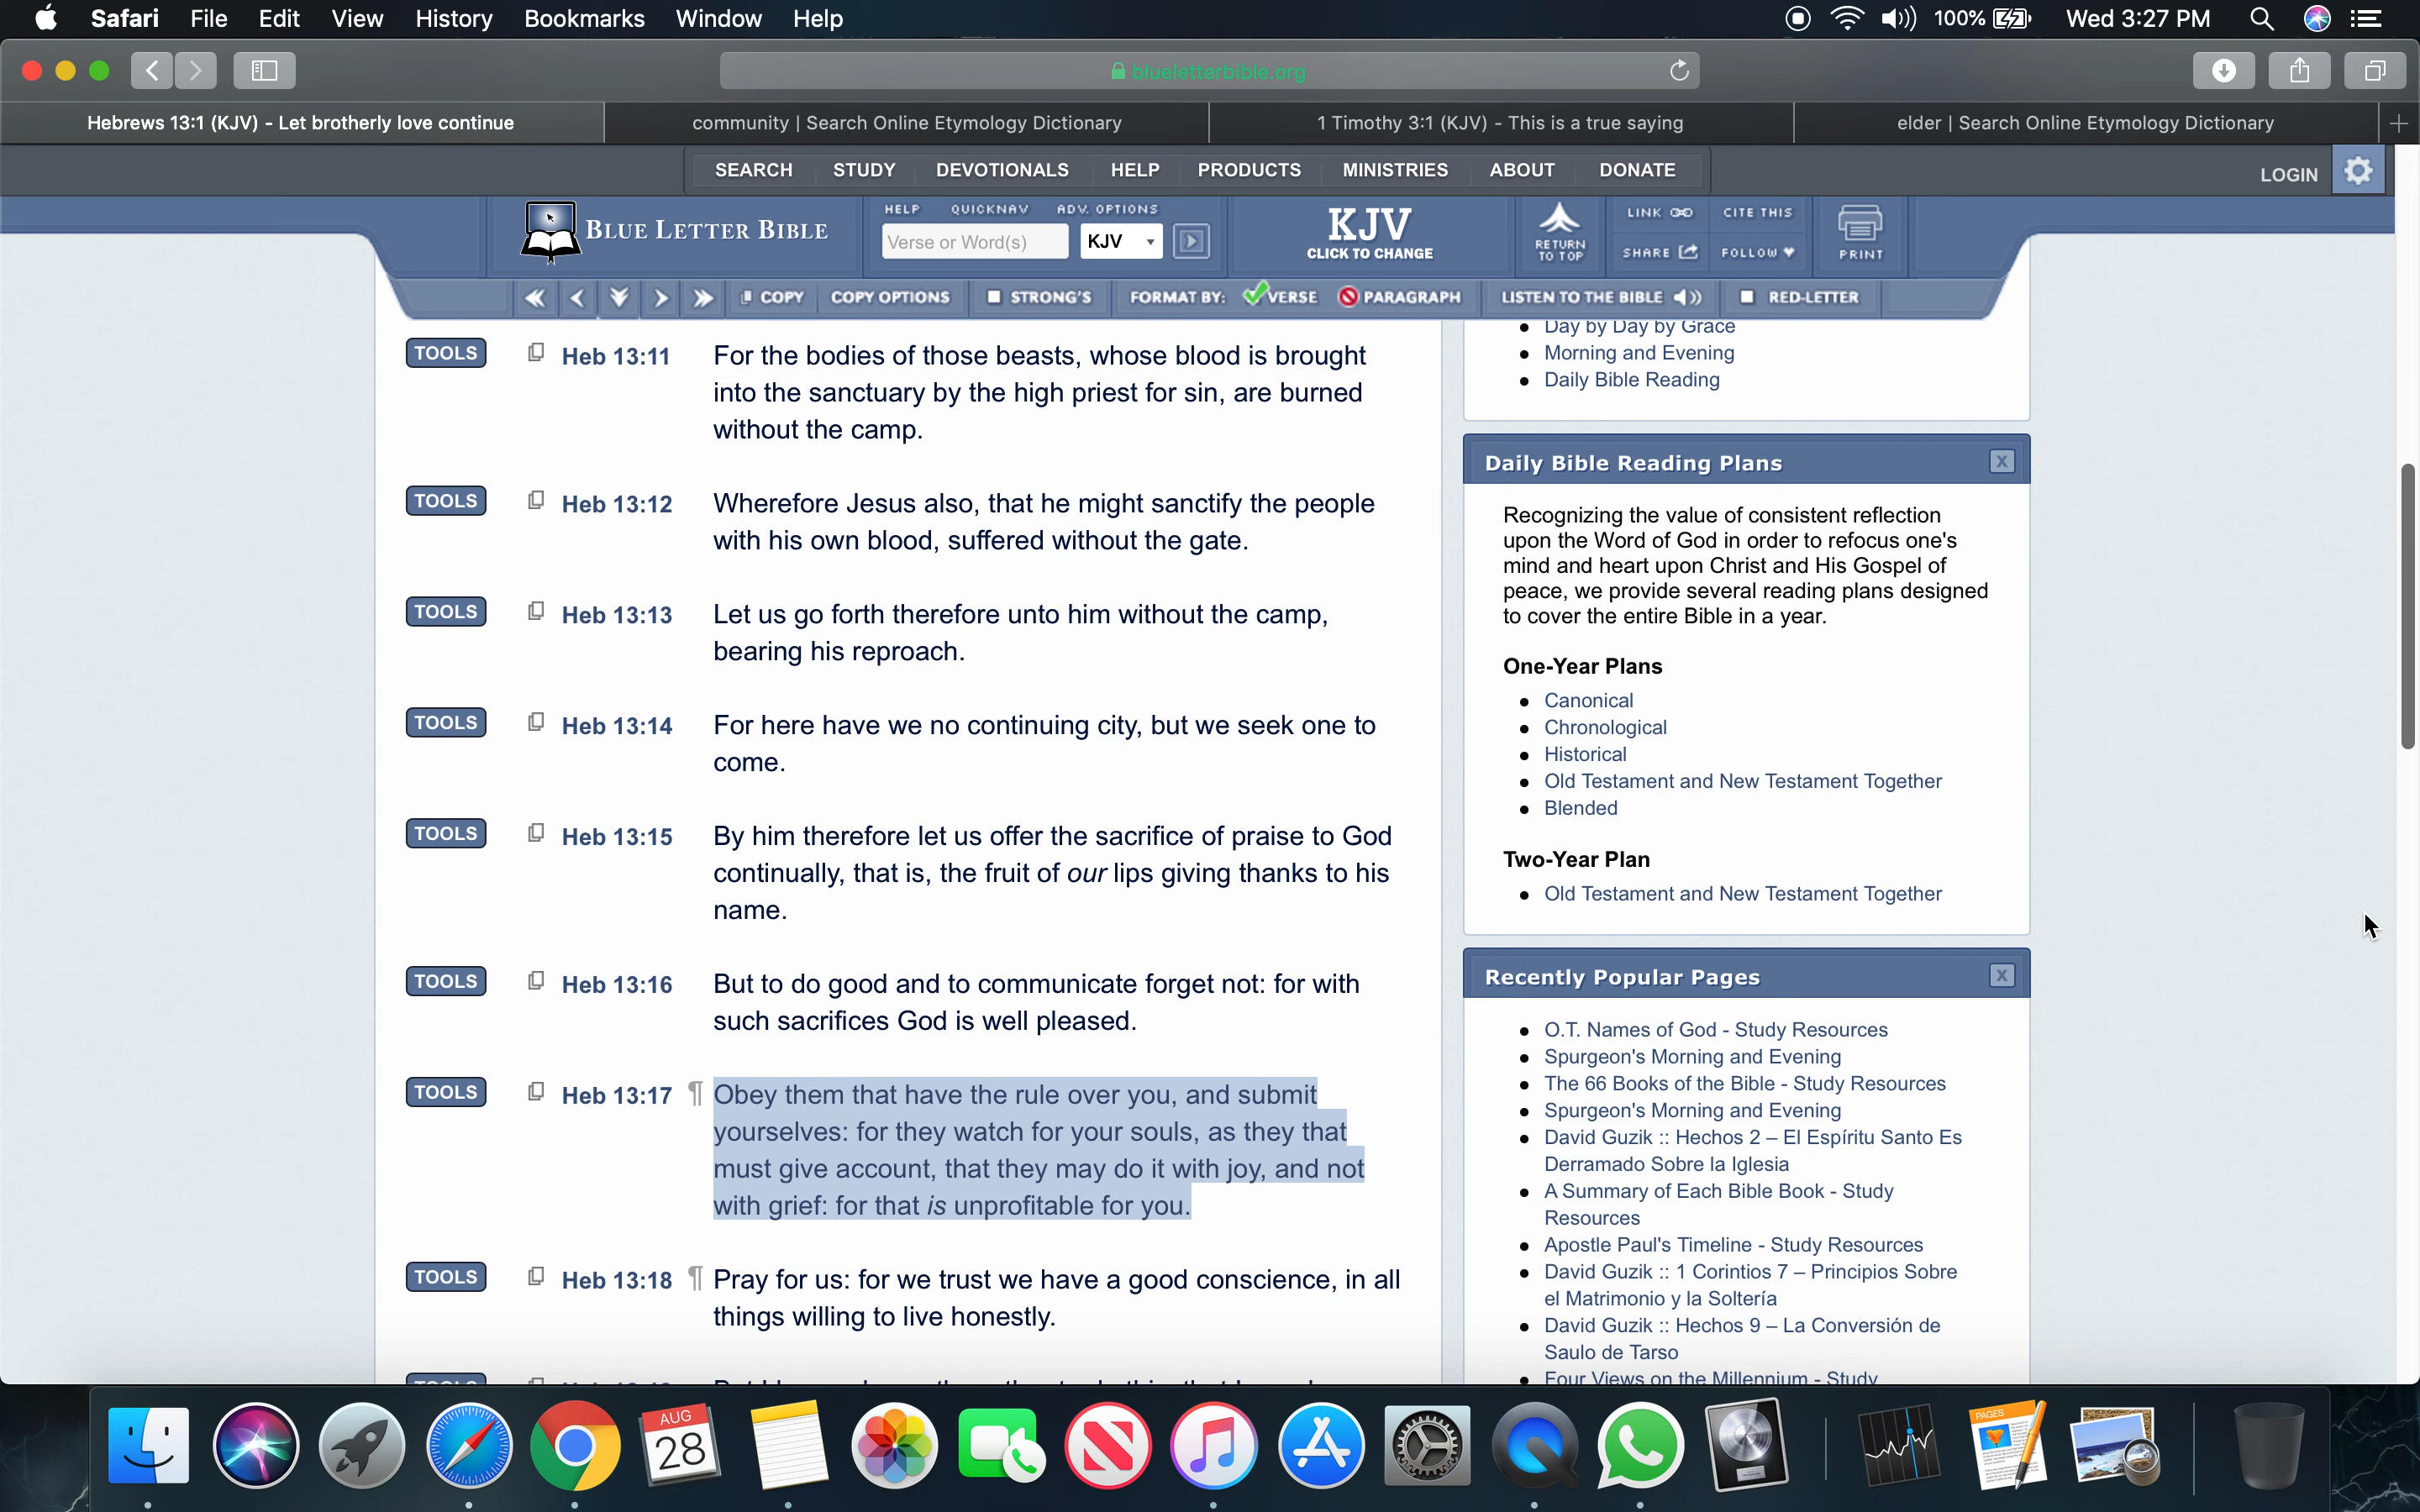 Safari File Edit View History Bookmarks Window Help 100% Wed 3:27 PM
blueletterbible.org
Hebrews 13:1 (KJV) - Let brotherly love continue
community | Search Online Etymology Dictionary
1 Timothy 3:1 (KJV) - This is a true saying
elder | Search Online Etymology Dictionary
SEARCH STUDY DEVOTIONALS HELP PRODUCTS MINISTRIES ABOUT DONATE
LOGIN
BLUE LETTER BIBLE
HELP QUICKNAV ADV. OPTIONS
Verse or Word(s) KJV
KJV
CLICK TO CHANGE
RETURN
TO TOP
LINK CITE THIS
SHARE FOLLOW
PRINT
COPY COPY OPTIONS STRONG'S FORMAT BY: VERSE PARAGRAPH LISTEN TO THE BIBLE RED-LETTER
TOOLS Heb 13:11 For the bodies of those beasts, whose blood is brought
into the sanctuary by the high priest for sin, are burned
without the camp.
TOOLS Heb 13:12 Wherefore Jesus also, that he might sanctify the people
with his own blood, suffered without the gate.
TOOLS Heb 13:13 Let us go forth therefore unto him without the camp,
bearing his reproach.
TOOLS Heb 13:14 For here have we no continuing city, but we seek one to
come.
TOOLS Heb 13:15 By him therefore let us offer the sacrifice of praise to God
continually, that is, the fruit of our lips giving thanks to his
name.
TOOLS Heb 13:16 But to do good and to communicate forget not: for with
such sacrifices God is well pleased.
TOOLS Heb 13:17 ¶ Obey them that have the rule over you, and submit
yourselves: for they watch for your souls, as they that
must give account, that they may do it with joy, and not
with grief: for that is unprofitable for you.
TOOLS Heb 13:18 ¶ Pray for us: for we trust we have a good conscience, in all
things willing to live honestly.
TOOLS
Day by Day by Grace
Morning and Evening
Daily Bible Reading
Daily Bible Reading Plans X
Recognizing the value of consistent reflection
upon the Word of God in order to refocus one's
mind and heart upon Christ and His Gospel of
peace, we provide several reading plans designed
to cover the entire Bible in a year.
One-Year Plans
Canonical
Chronological
Historical
Old Testament and New Testament Together
Blended
Two-Year Plan
Old Testament and New Testament Together
Recently Popular Pages X
O.T. Names of God - Study Resources
Spurgeon's Morning and Evening
The 66 Books of the Bible - Study Resources
Spurgeon's Morning and Evening
David Guzik :: Hechos 2 – El Espíritu Santo Es
Derramado Sobre la Iglesia
A Summary of Each Bible Book - Study
Resources
Apostle Paul's Timeline - Study Resources
David Guzik :: 1 Corintios 7 – Principios Sobre
el Matrimonio y la Soltería
David Guzik :: Hechos 9 – La Conversión de
Saulo de Tarso
Four Views on the Millennium - Study
AUG
28
PAGES